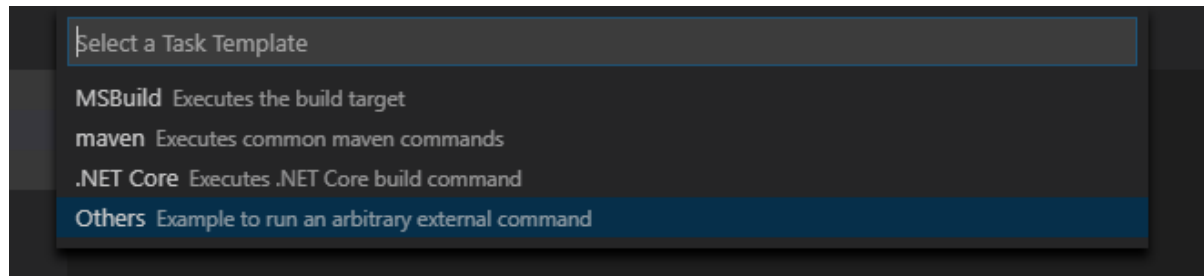 Select a Task Template
MSBuild Executes the build target
maven Executes common maven commands
.NET Core Executes .NET Core build command
Others Example to run an arbitrary external command